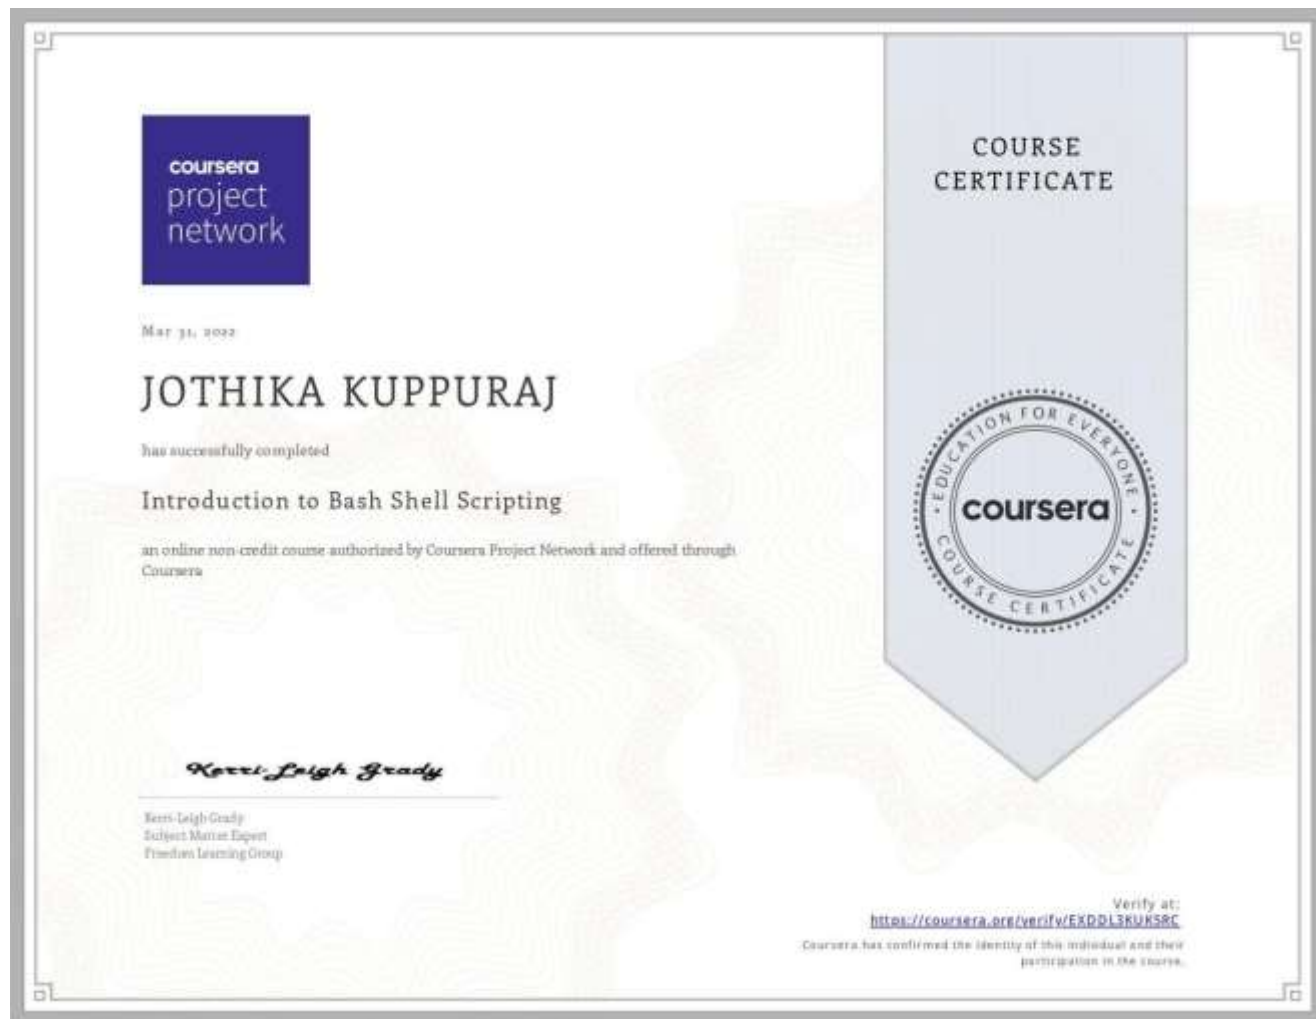 coursera
project
network
COURSE
CERTIFICATE
Mar 31, 2022
JOTHIKA KUPPURAJ
has successfully completed
Introduction to Bash Shell Scripting
an online non-credit course authorized by Coursera Project Network and offered through
Coursera
EDUCATION FOR EVERYONE
coursera
COURSE CERTIFICATE
Kerri-Leigh Grady
Kerri-Leigh Grady
Subject Matter Expert
Freedom Learning Group
Verify at:
https://coursera.org/verify/EXDDL3KUKSRC
Coursera has confirmed the identity of this individual and their
participation in the course.